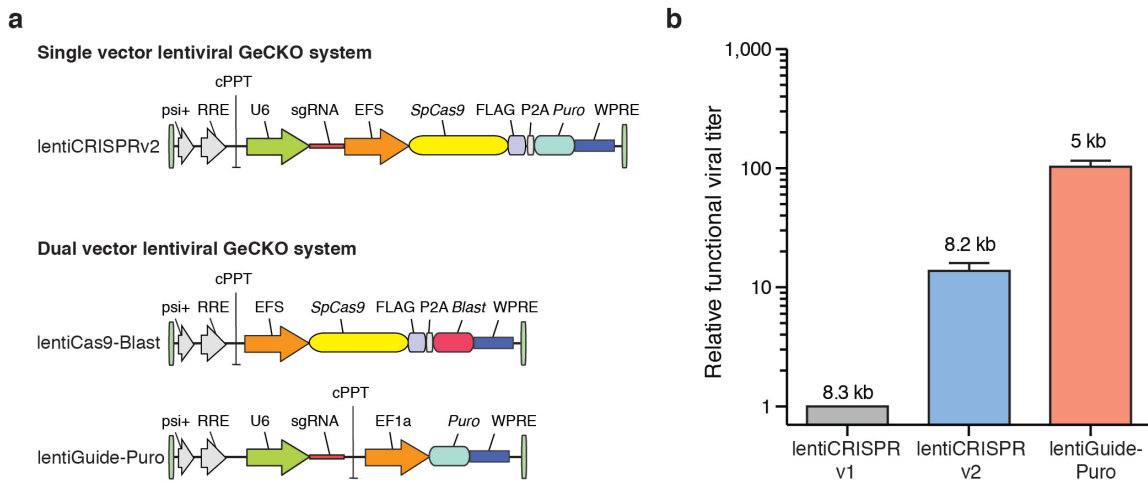 a
Single vector lentiviral GeCKO system
cPPT
psi+ RRE U6 sgRNA EFS SpCas9 FLAG P2A Puro WPRE
lentiCRISPRv2
Dual vector lentiviral GeCKO system
cPPT
psi+ RRE EFS SpCas9 FLAG P2A Blast WPRE
lentiCas9-Blast
cPPT
psi+ RRE U6 sgRNA EF1a Puro WPRE
lentiGuide-Puro
b
Relative functional viral titer
1,000
100
10
1
8.3 kb
8.2 kb
5 kb
lentiCRISPR
v1
lentiCRISPR
v2
lentiGuide-
Puro